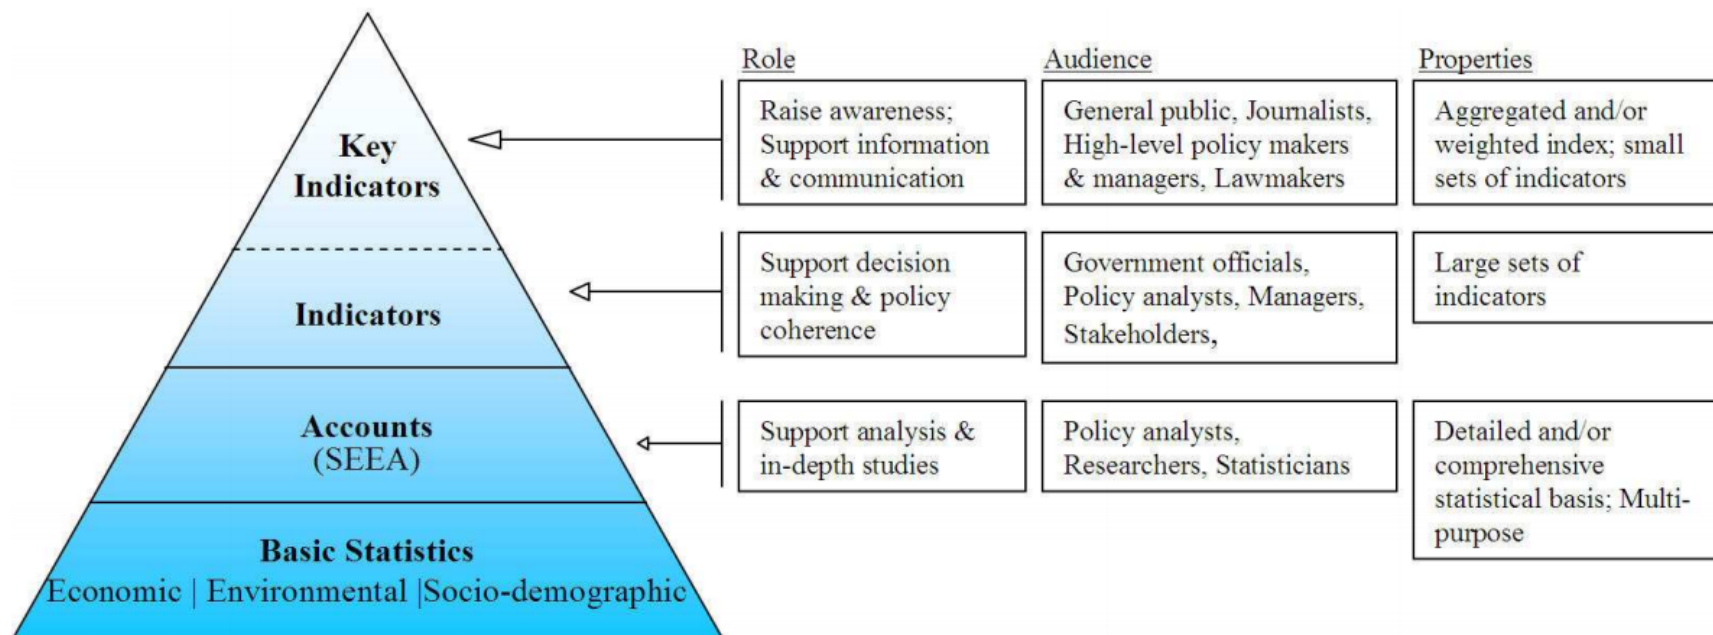 Key
Indicators
Indicators
Accounts
(SEEA)
Basic Statistics
Economic | Environmental |Socio-demographic
Role
Audience
Properties
Raise awareness;
Support information
& communication
General public, Journalists,
High-level policy makers
& managers, Lawmakers
Aggregated and/or
weighted index; small
sets of indicators
Support decision
making & policy
coherence
Government officials,
Policy analysts, Managers,
Stakeholders,
Large sets of
indicators
Support analysis &
in-depth studies
Policy analysts,
Researchers, Statisticians
Detailed and/or
comprehensive
statistical basis; Multi-
purpose